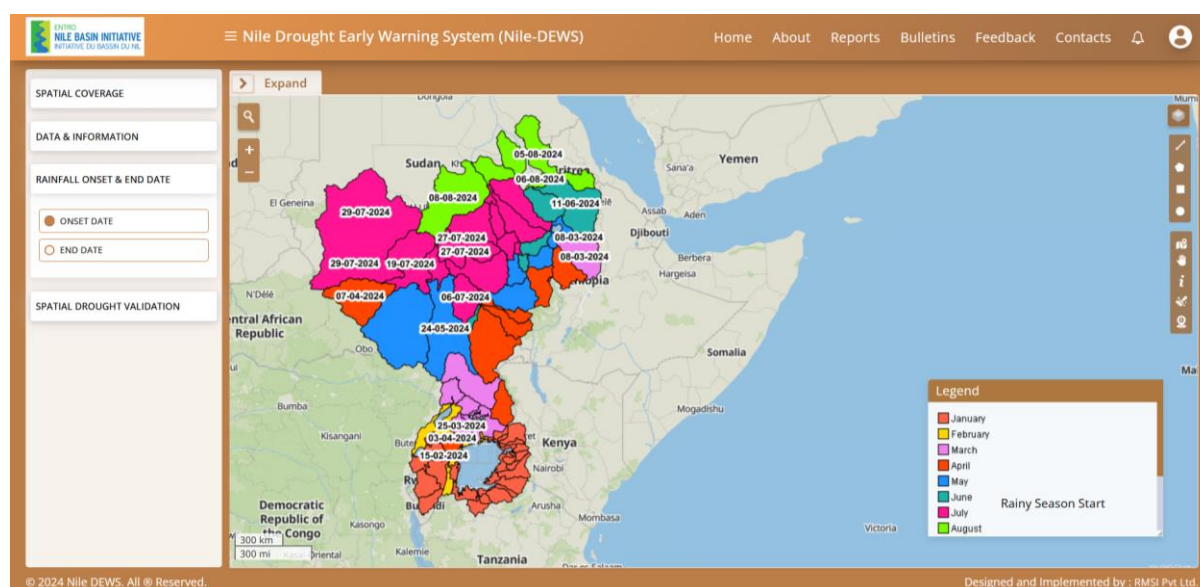 ENTRO
NILE BASIN INITIATIVE
INITIATIVE DU BASSIN DU NIL
Nile Drought Early Warning System (Nile-DEWS)
Home About Reports Bulletins Feedback Contacts
SPATIAL COVERAGE
DATA & INFORMATION
RAINFALL ONSET & END DATE
ONSET DATE
END DATE
SPATIAL DROUGHT VALIDATION
Expand
Dongola
Sudan
05-08-2024
06-08-2024
Sana'a
Yemen
El Geneina
08-08-2024
11-06-2024
29-07-2024
Assab Aden
Djibouti
27-07-2024
08-03-2024
27-07-2024
08-03-2024
Berbera
29-07-2024 19-07-2024
Hargeisa
N'Délé
07-04-2024
06-07-2024
24-05-2024
Republic
Obo
Somalia
Bumba
Mogadishu
Kisangani
25-03-2024
03-04-2024
Kenya
15-02-2024
Nairobi
Democratic
Republic of
the Congo
Arusha
Mombasa
Kasongo
Kalemie
Tanzania
Victoria
300 km
300 mi
Legend
January
February
March
April
May
June
July
August
Rainy Season Start
© 2024 Nile DEWS. All ® Reserved.
Designed and Implemented by : RMSI Pvt Ltd.